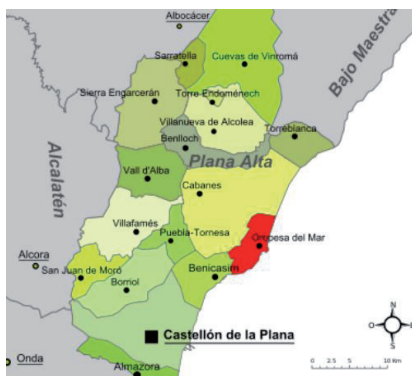 Albocácer
Sarratella
Cuevas de Vinromá
Bajo Maestra
Sierra Engarcerán
Torre Endoménech
Villanueva de Alcolea
Torreblanca
Benlloch
Plana Alta
Alcalatén
Vall d'Alba
Cabanes
Villafamés
Puebla-Tornesa
Oropesa del Mar
Alcora
San Juan de Moró
Benicasim
Borriol
Castellón de la Plana
Onda
Almazora
N
O E
S
0 2.5 5 10 Km